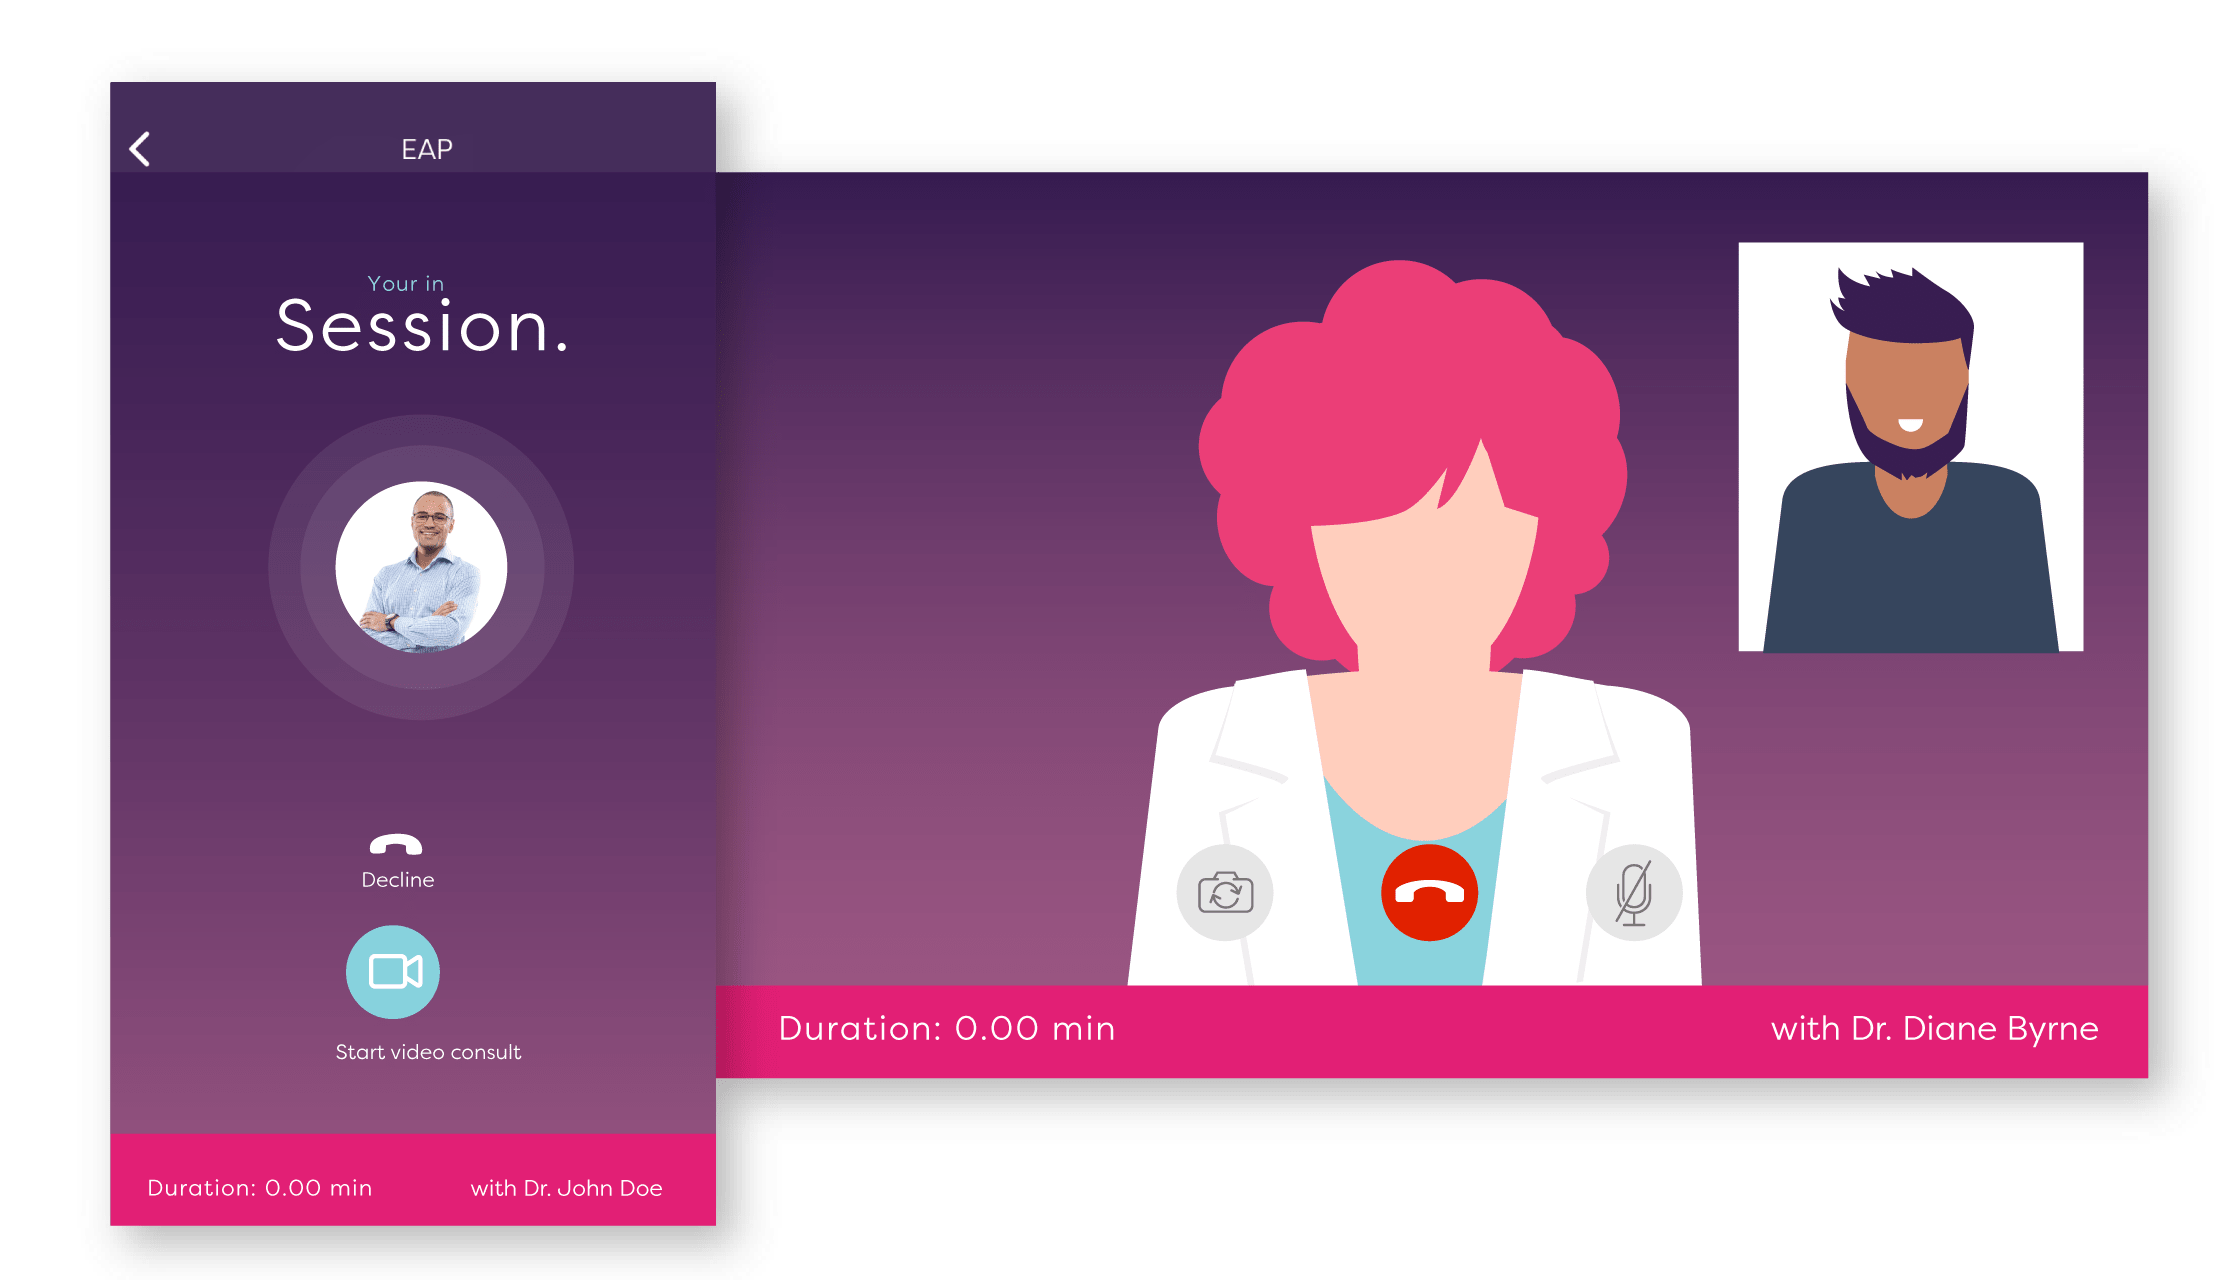 EAP
Your in
Session.
Decline
Start video consult
Duration: 0.00 min
with Dr. John Doe
Duration: 0.00 min
with Dr. Diane Byrne